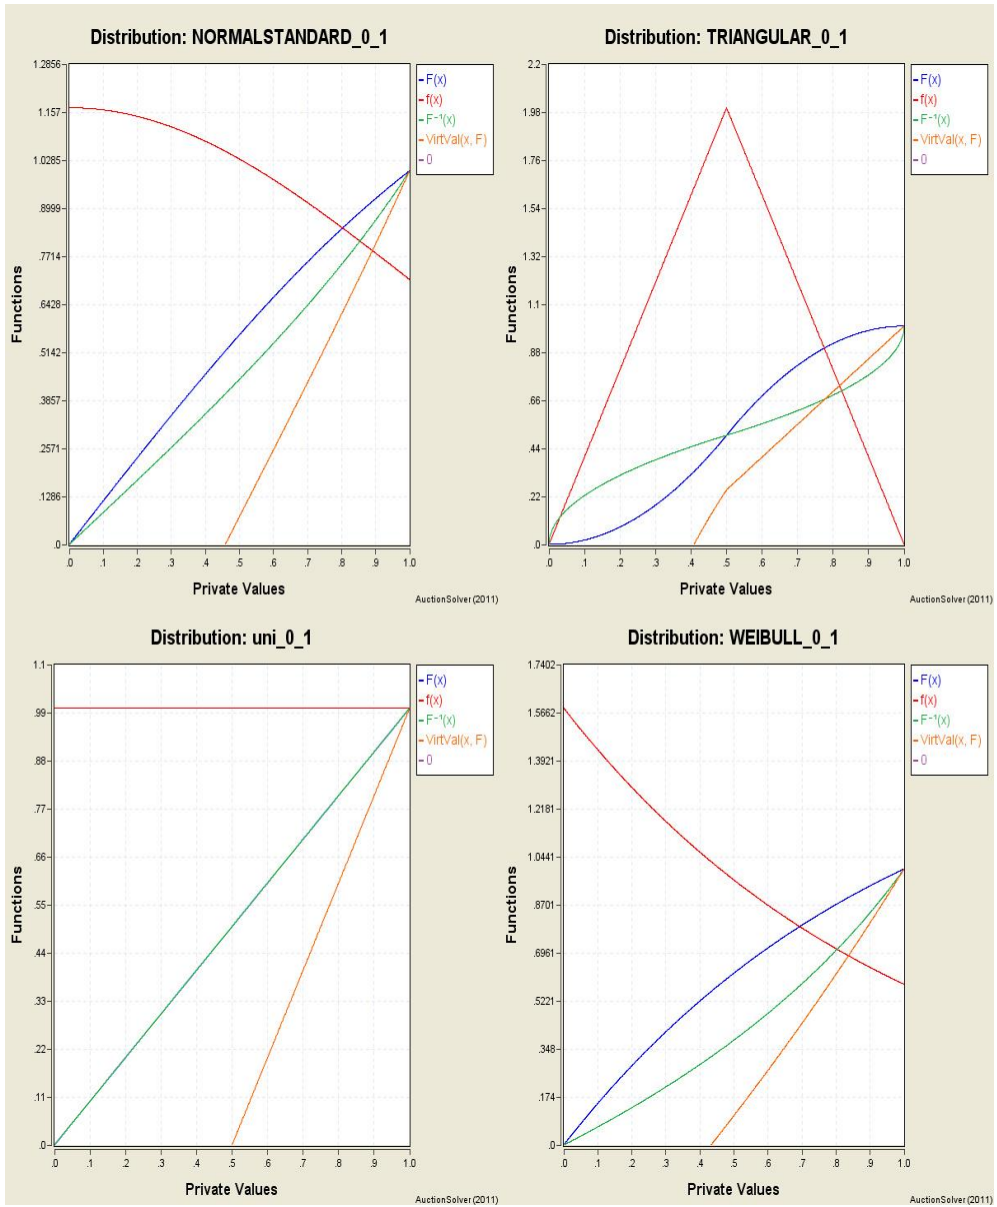 Distribution: NORMALSTANDARD_0_1
1.2856
1.157
1.0285
.8999
.7714
.6428
.5142
.3857
.2571
.1286
.0
Functions
.0 .1 .2 .3 .4 .5 .6 .7 .8 .9 1.0
Private Values
F(x)
f(x)
F⁻¹(x)
VirtVal(x, F)
0
AuctionSolver (2011)
Distribution: TRIANGULAR_0_1
2.2
1.98
1.76
1.54
1.32
1.1
.88
.66
.44
.22
.0
Functions
.0 .1 .2 .3 .4 .5 .6 .7 .8 .9 1.0
Private Values
F(x)
f(x)
F⁻¹(x)
VirtVal(x, F)
0
AuctionSolver (2011)
Distribution: uni_0_1
1.1
.99
.88
.77
.66
.55
.44
.33
.22
.11
.0
Functions
.0 .1 .2 .3 .4 .5 .6 .7 .8 .9 1.0
Private Values
F(x)
f(x)
F⁻¹(x)
VirtVal(x, F)
0
AuctionSolver (2011)
Distribution: WEIBULL_0_1
1.7402
1.5662
1.3921
1.2181
1.0441
.8701
.6961
.5221
.348
.174
.0
Functions
.0 .1 .2 .3 .4 .5 .6 .7 .8 .9 1.0
Private Values
F(x)
f(x)
F⁻¹(x)
VirtVal(x, F)
0
AuctionSolver (2011)